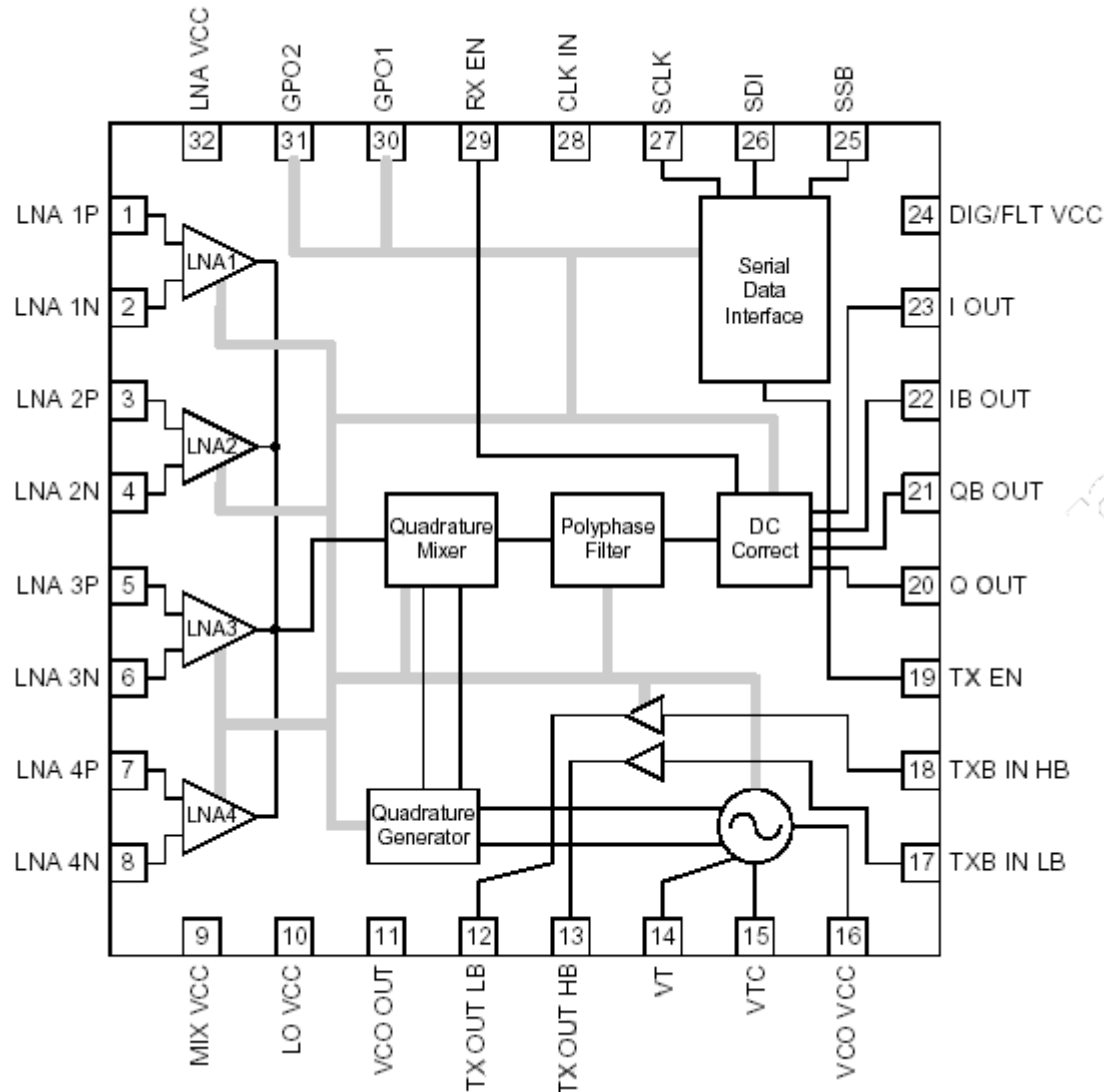 LNA VCC
GPO2
GPO1
RX EN
CLK IN
SCLK
SDI
SSB
32
31
30
29
28
27
26
25
LNA 1P
1
LNA 1N
2
LNA 2P
3
LNA 2N
4
LNA 3P
5
LNA 3N
6
LNA 4P
7
LNA 4N
8
LNA1
LNA2
LNA3
LNA4
Serial
Data
Interface
Quadrature
Mixer
Polyphase
Filter
DC
Correct
Quadrature
Generator
24
DIG/FLT VCC
23
I OUT
22
IB OUT
21
QB OUT
20
Q OUT
19
TX EN
18
TXB IN HB
17
TXB IN LB
9
10
11
12
13
14
15
16
MIX VCC
LO VCC
VCO OUT
TX OUT LB
TX OUT HB
VT
VTC
VCO VCC